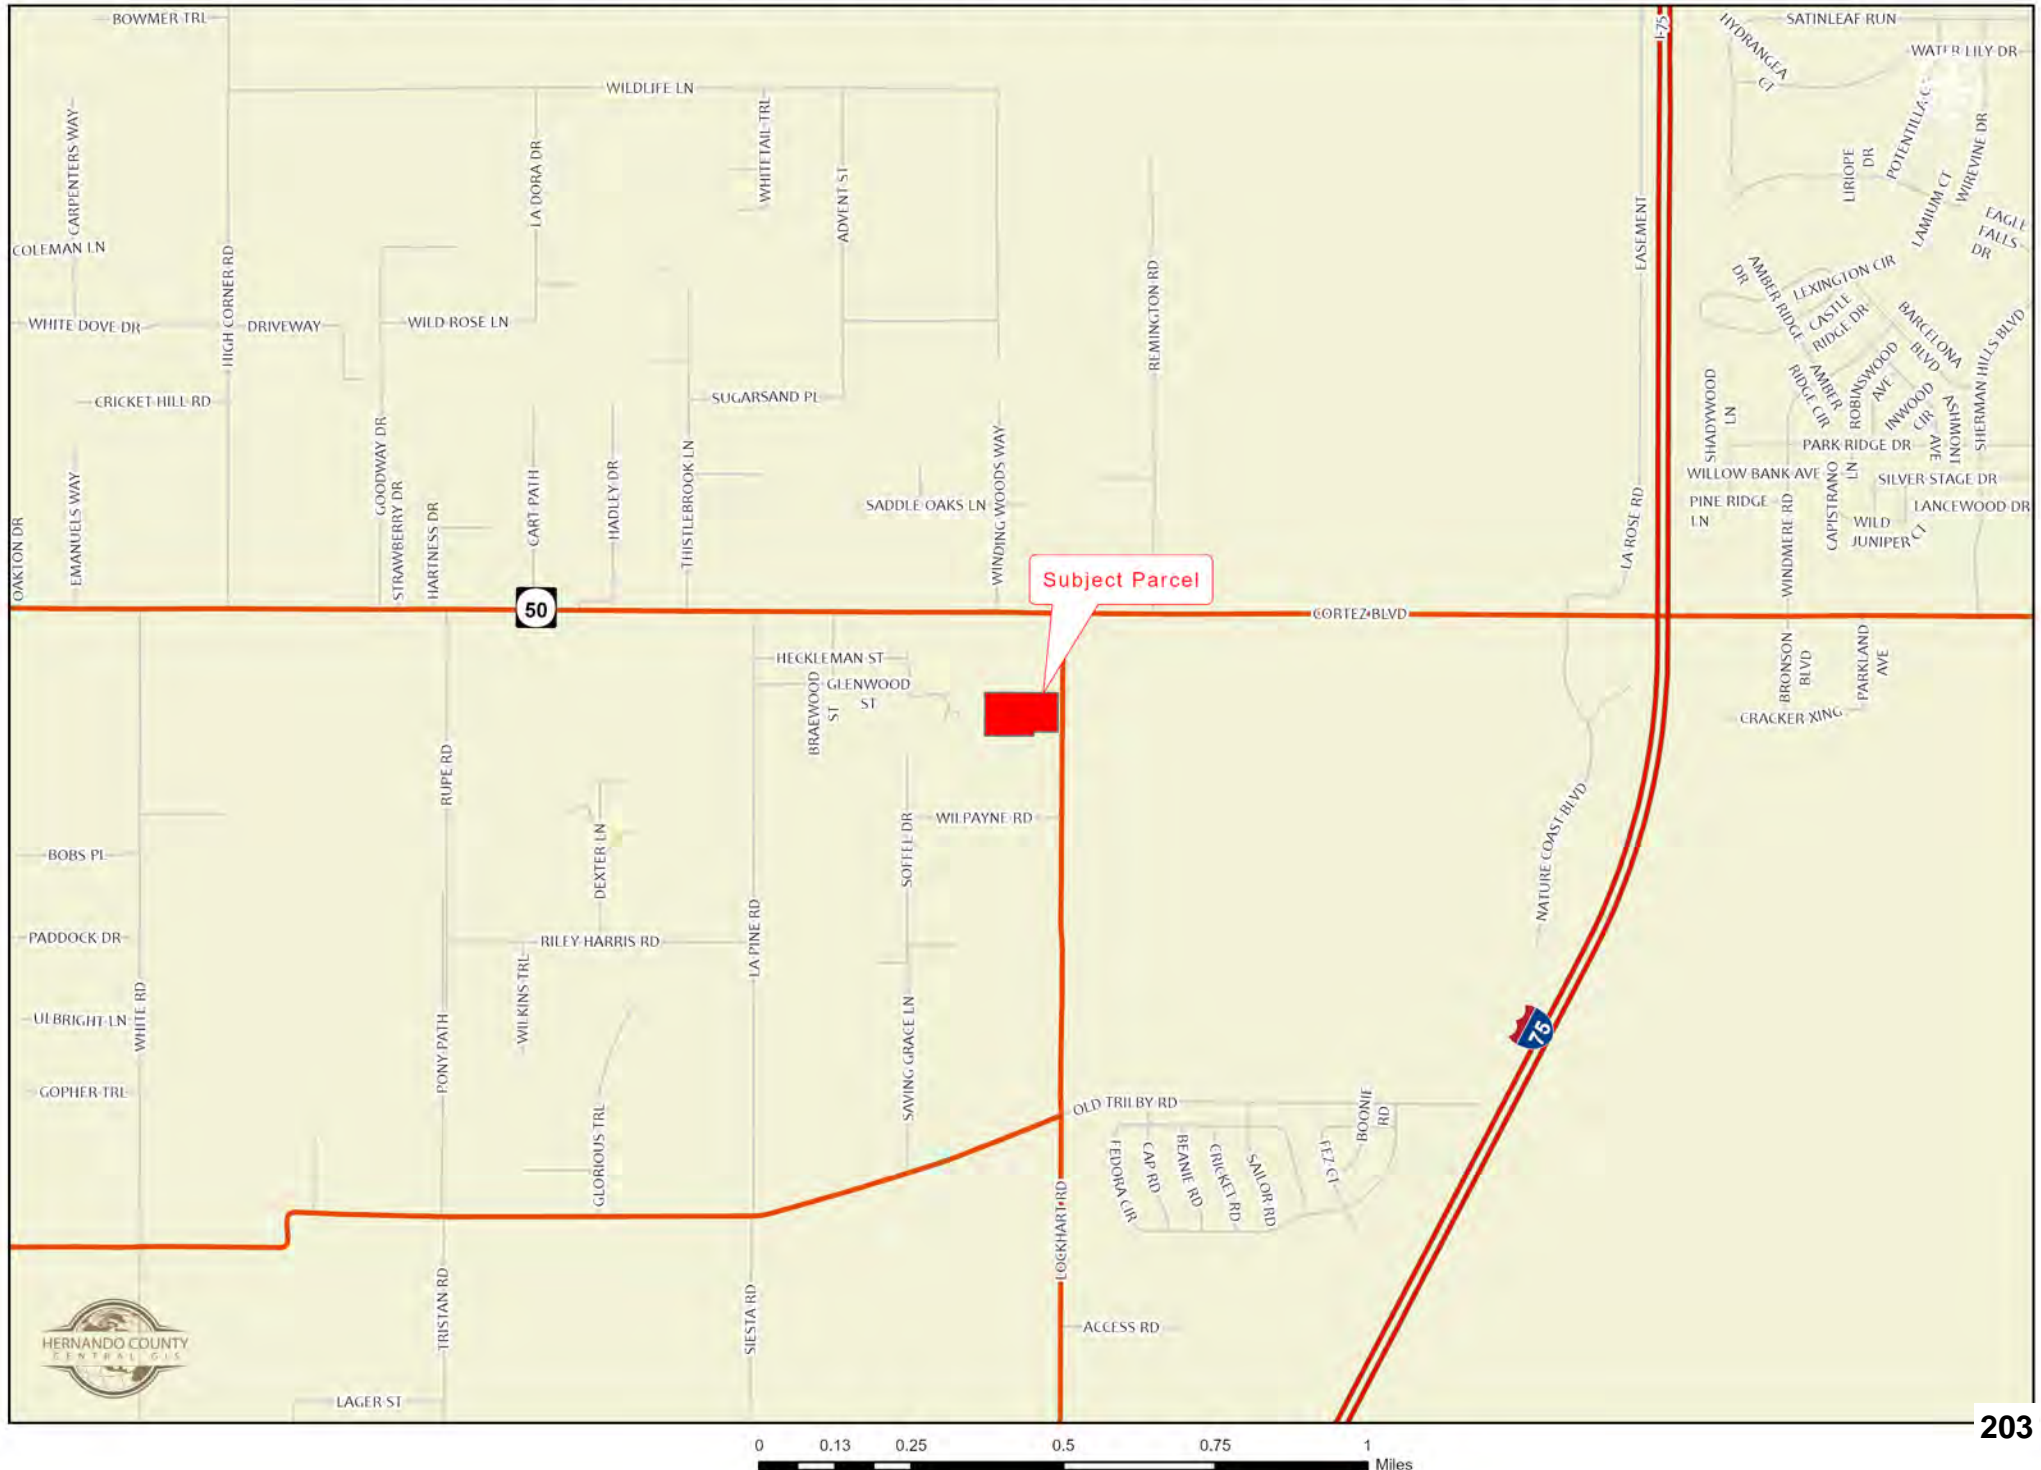 BOWMER TRL
I-75
SATINLEAF RUN
HYDRANGEA
CT
WATER LILY DR
WILDLIFE LN
CARPENTERS WAY
LA DORA DR
WHITETAIL TRL
ADVENT ST
POTENTILLA
LIRIOPE
DR
WIREVINE DR
LAMIUM CT
EAGLE
FALLS
DR
COLEMAN LN
HIGH CORNER RD
EASEMENT
REMINGTON RD
AMBER RIDGE
DR
LEXINGTON CIR
CASTLE
RIDGE DR
BARCELONA
BLVD
SHERMAN HILLS BLVD
WHITE DOVE DR
DRIVEWAY
WILD ROSE LN
CRICKET HILL RD
SUGARSAND PL
SHADYWOOD
LN
AMBER
RIDGE CIR
ROBINSWOOD
AVE
INWOOD
CIR
ASHMONT
AVE
PARK RIDGE DR
OAKTON DR
EMANUELS WAY
GOODWAY DR
STRAWBERRY DR
HARTNESS DR
CART PATH
HADLEY DR
THISTLEBROOK LN
SADDLE OAKS LN
WINDING WOODS WAY
LA ROSE RD
WILLOW BANK AVE
CAPISTRANO
LN
SILVER STAGE DR
PINE RIDGE
LN
WINDMERE RD
LANCEWOOD DR
WILD
JUNIPER CT
Subject Parcel
50
CORTEZ BLVD
HECKLEMAN ST
GLENWOOD
ST
BRAEWOOD
ST
BRONSON
BLVD
PARKLAND
AVE
CRACKER XING
RUPE RD
WILPAYNE RD
NATURE COAST BLVD
BOBS PL
DEXTER LN
SOFFEL DR
PADDOCK DR
RILEY HARRIS RD
LA PINE RD
WILKINS TRL
ULBRIGHT LN
WHITE RD
PONY PATH
SAVING GRACE LN
75
GOPHER TRL
GLORIOUS TRL
OLD TRILBY RD
BOONIE
RD
FEDORA CIR
CAP RD
BEANIE RD
CRICKET RD
SAILOR RD
FEZ CT
LOCKHART RD
TRISTAN RD
SIESTA RD
ACCESS RD
HERNANDO COUNTY
CENTRAL GIS
LAGER ST
203
0 0.13 0.25 0.5 0.75 1
Miles